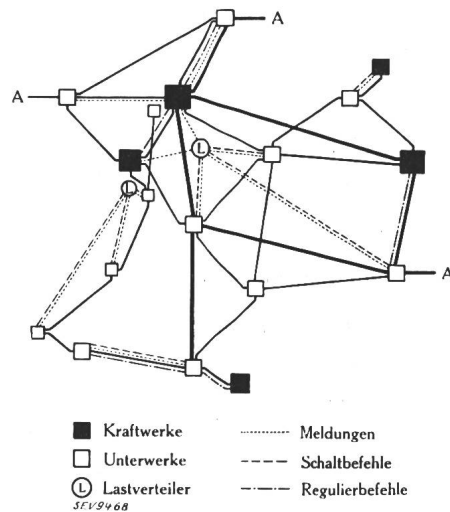 A
A
L
L
A
Kraftwerke
Unterwerke
L Lastverteiler
Meldungen
Schaltbefehle
Regulierbefehle
SEV9468